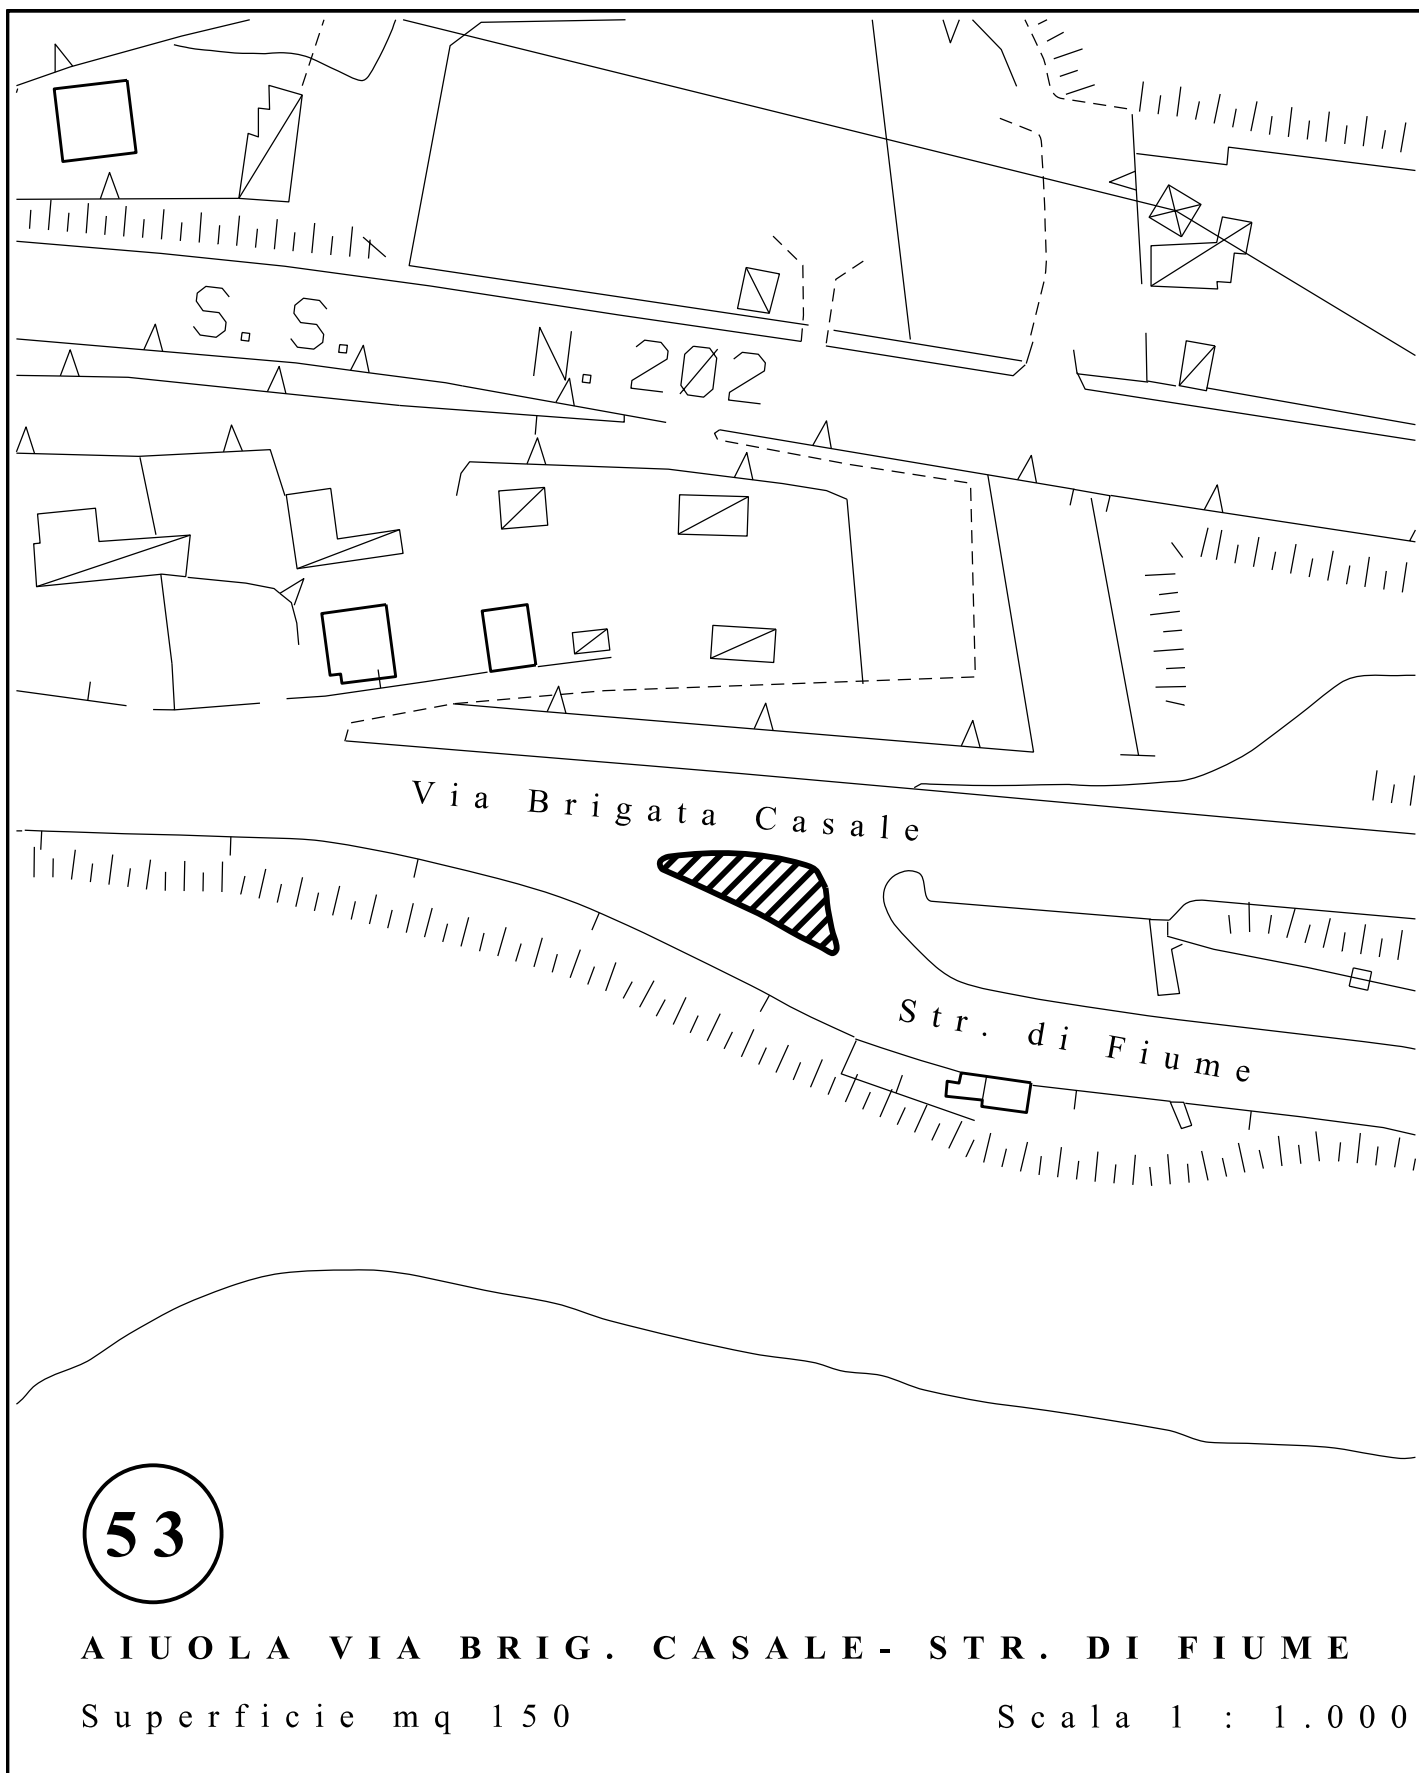 S. S. N. 202
Via Brigata Casale
Str. di Fiume
53
AIUOLA VIA BRIG. CASALE- STR. DI FIUME
Superficie mq 150
Scala 1 : 1.000